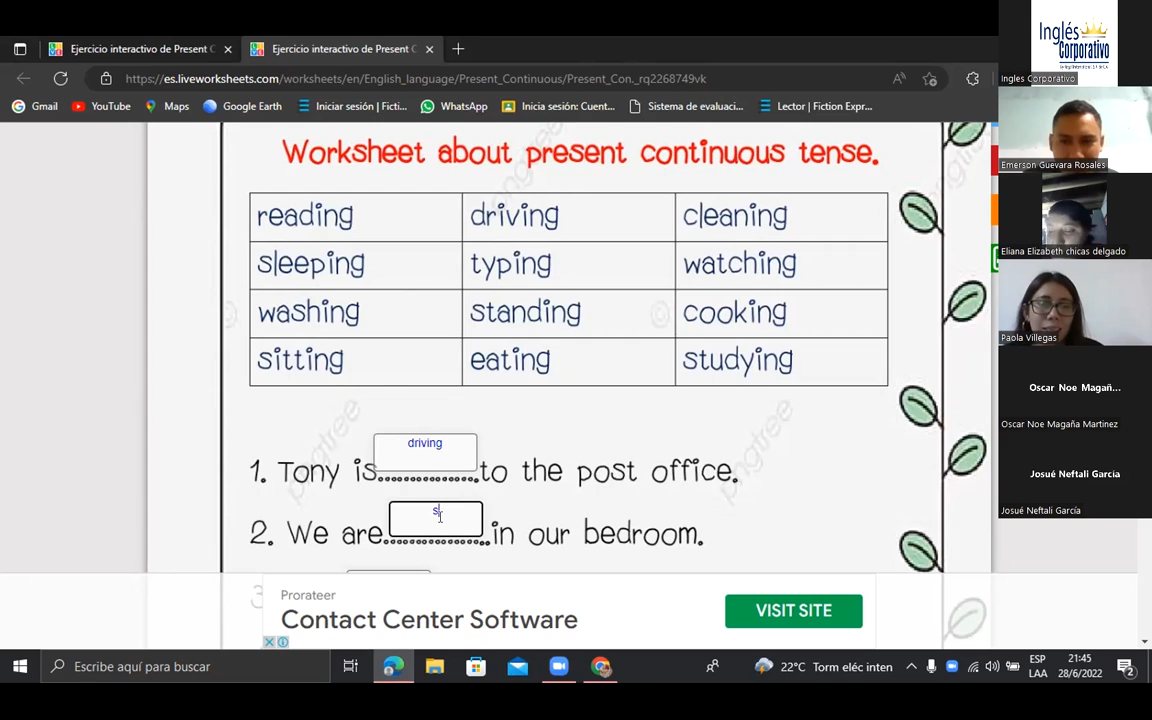 Ejercicio interactivo de Present C
Ejercicio interactivo de Present C
https://es.liveworksheets.com/worksheets/en/English_language/Present_Continuous/Present_Con._rq2268749vk
Gmail
YouTube
Maps
Google Earth
Iniciar sesión | Ficti...
WhatsApp
Inicia sesión: Cuent...
Sistema de evaluaci...
Lector | Fiction Expr...
Worksheet about present continuous tense.
reading driving cleaning
sleeping typing watching
washing standing cooking
sitting eating studying
driving
1. Tony is to the post office.
s
2. We are in our bedroom.
3
Prorateer
Contact Center Software
VISIT SITE
Inglés
Corporativo
Ingles Corporativo
Emerson Guevara Rosales
Eliana Elizabeth chicas delgado
Paola Villegas
Oscar Noe Magañ...
Oscar Noe Magaña Martinez
Josué Neftali García
Josué Neftali García
Escribe aquí para buscar
22°C Torm eléc inten
ESP
LAA
21:45
28/6/2022
2
pngtree
pngtree